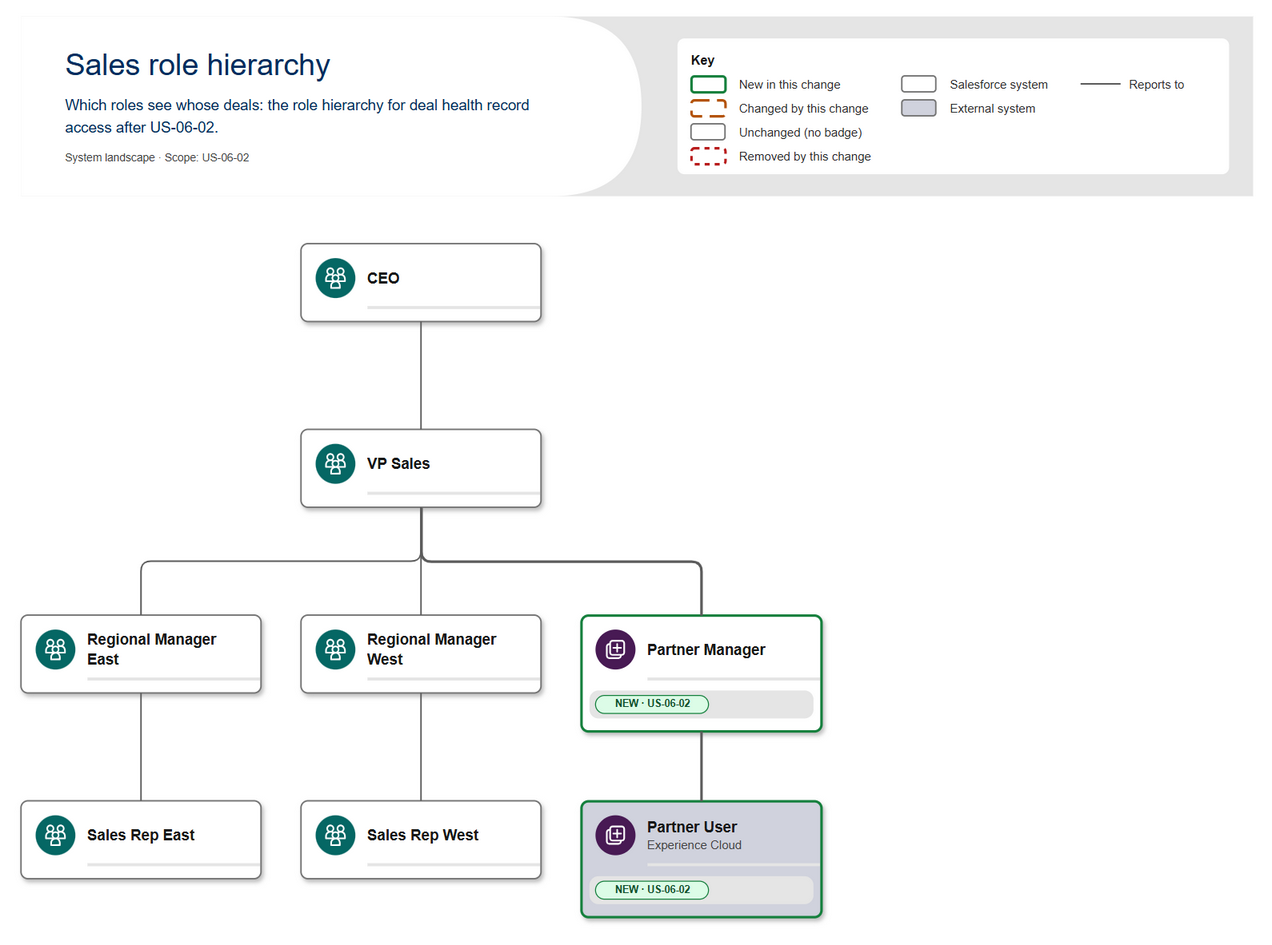 Sales role hierarchy
Which roles see whose deals: the role hierarchy for deal health record
access after US-06-02.
System landscape · Scope: US-06-02
Key
New in this change
Changed by this change
Unchanged (no badge)
Removed by this change
Salesforce system
External system
Reports to
CEO
VP Sales
Regional Manager
East
Regional Manager
West
Partner Manager
NEW · US-06-02
Sales Rep East
Sales Rep West
Partner User
Experience Cloud
NEW · US-06-02